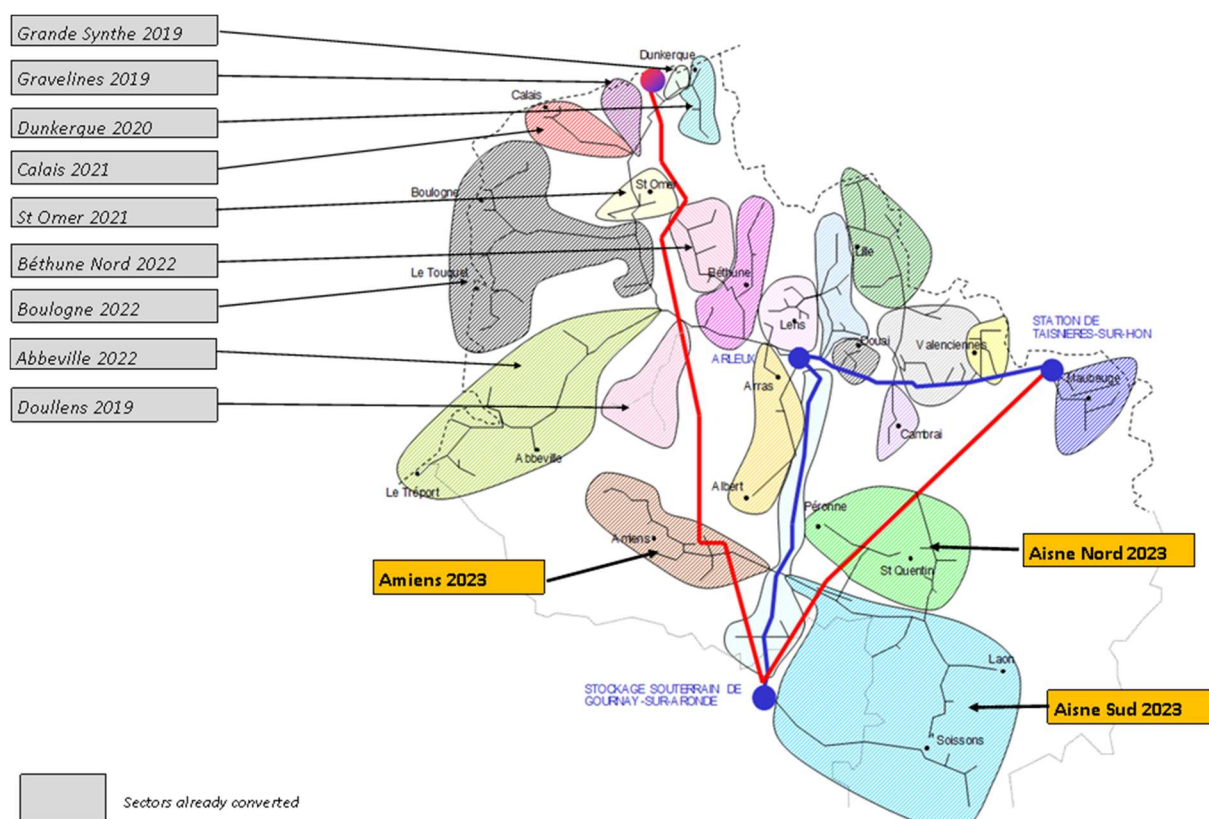 Grande Synthe 2019
Gravelines 2019
Dunkerque 2020
Calais 2021
St Omer 2021
Béthune Nord 2022
Boulogne 2022
Abbeville 2022
Doullens 2019
Dunkerque
Calais
St Omer
Boulogne
Lille
Le Touquet
Béthune
Lens
STATION DE
TAISNIERES-SUR-HON
ARLEUX
Douai
Valenciennes
Maubeuge
Arras
Cambrai
Abbeville
Le Tréport
Albert
Péronne
Amiens
St Quentin
Aisne Nord 2023
Amiens 2023
Laon
STOCKAGE SOUTERRAIN DE
GOURNAY-SUR-ARONDE
Aisne Sud 2023
Soissons
Sectors already converted